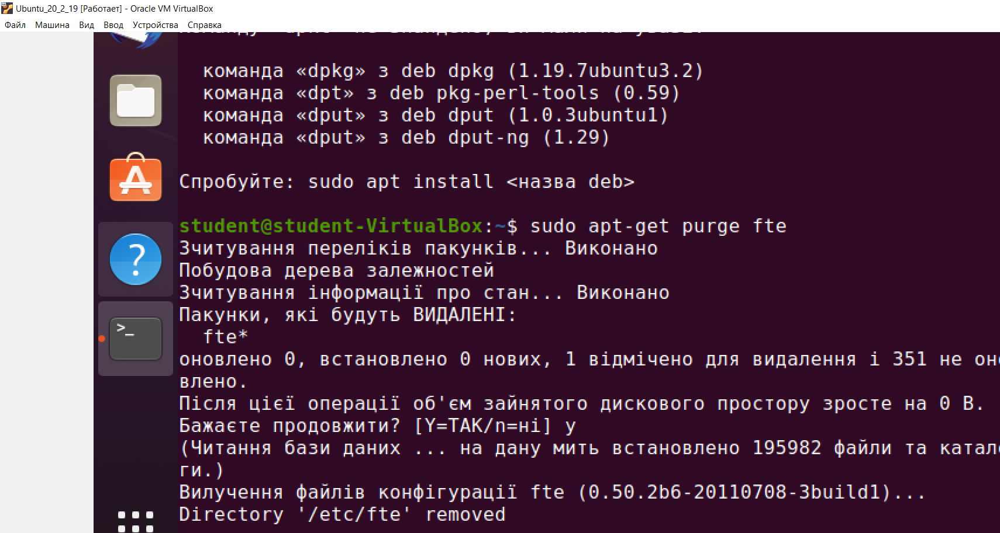 Ubuntu_20_2_19 [Работает] - Oracle VM VirtualBox
Файл Машина Вид Ввод Устройства Справка
команда «dpkg» з deb dpkg (1.19.7ubuntu3.2)
команда «dpt» з deb pkg-perl-tools (0.59)
команда «dput» з deb dput (1.0.3ubuntu1)
команда «dput» з deb dput-ng (1.29)
Спробуйте: sudo apt install <назва deb>
student@student-VirtualBox:~$ sudo apt-get purge fte
Зчитування переліків пакунків... Виконано
Побудова дерева залежностей
Зчитування інформації про стан... Виконано
Пакунки, які будуть ВИДАЛЕНІ:
fte*
оновлено 0, встановлено 0 нових, 1 відмічено для видалення і 351 не он
влено.
Після цієї операції об'єм зайнятого дискового простору зросте на 0 B.
Бажаєте продовжити? [Y=ТАК/n=ні] y
(Читання бази даних ... на дану мить встановлено 195982 файли та катал
ги.)
Вилучення файлів конфігурації fte (0.50.2b6-20110708-3build1)...
Directory '/etc/fte' removed